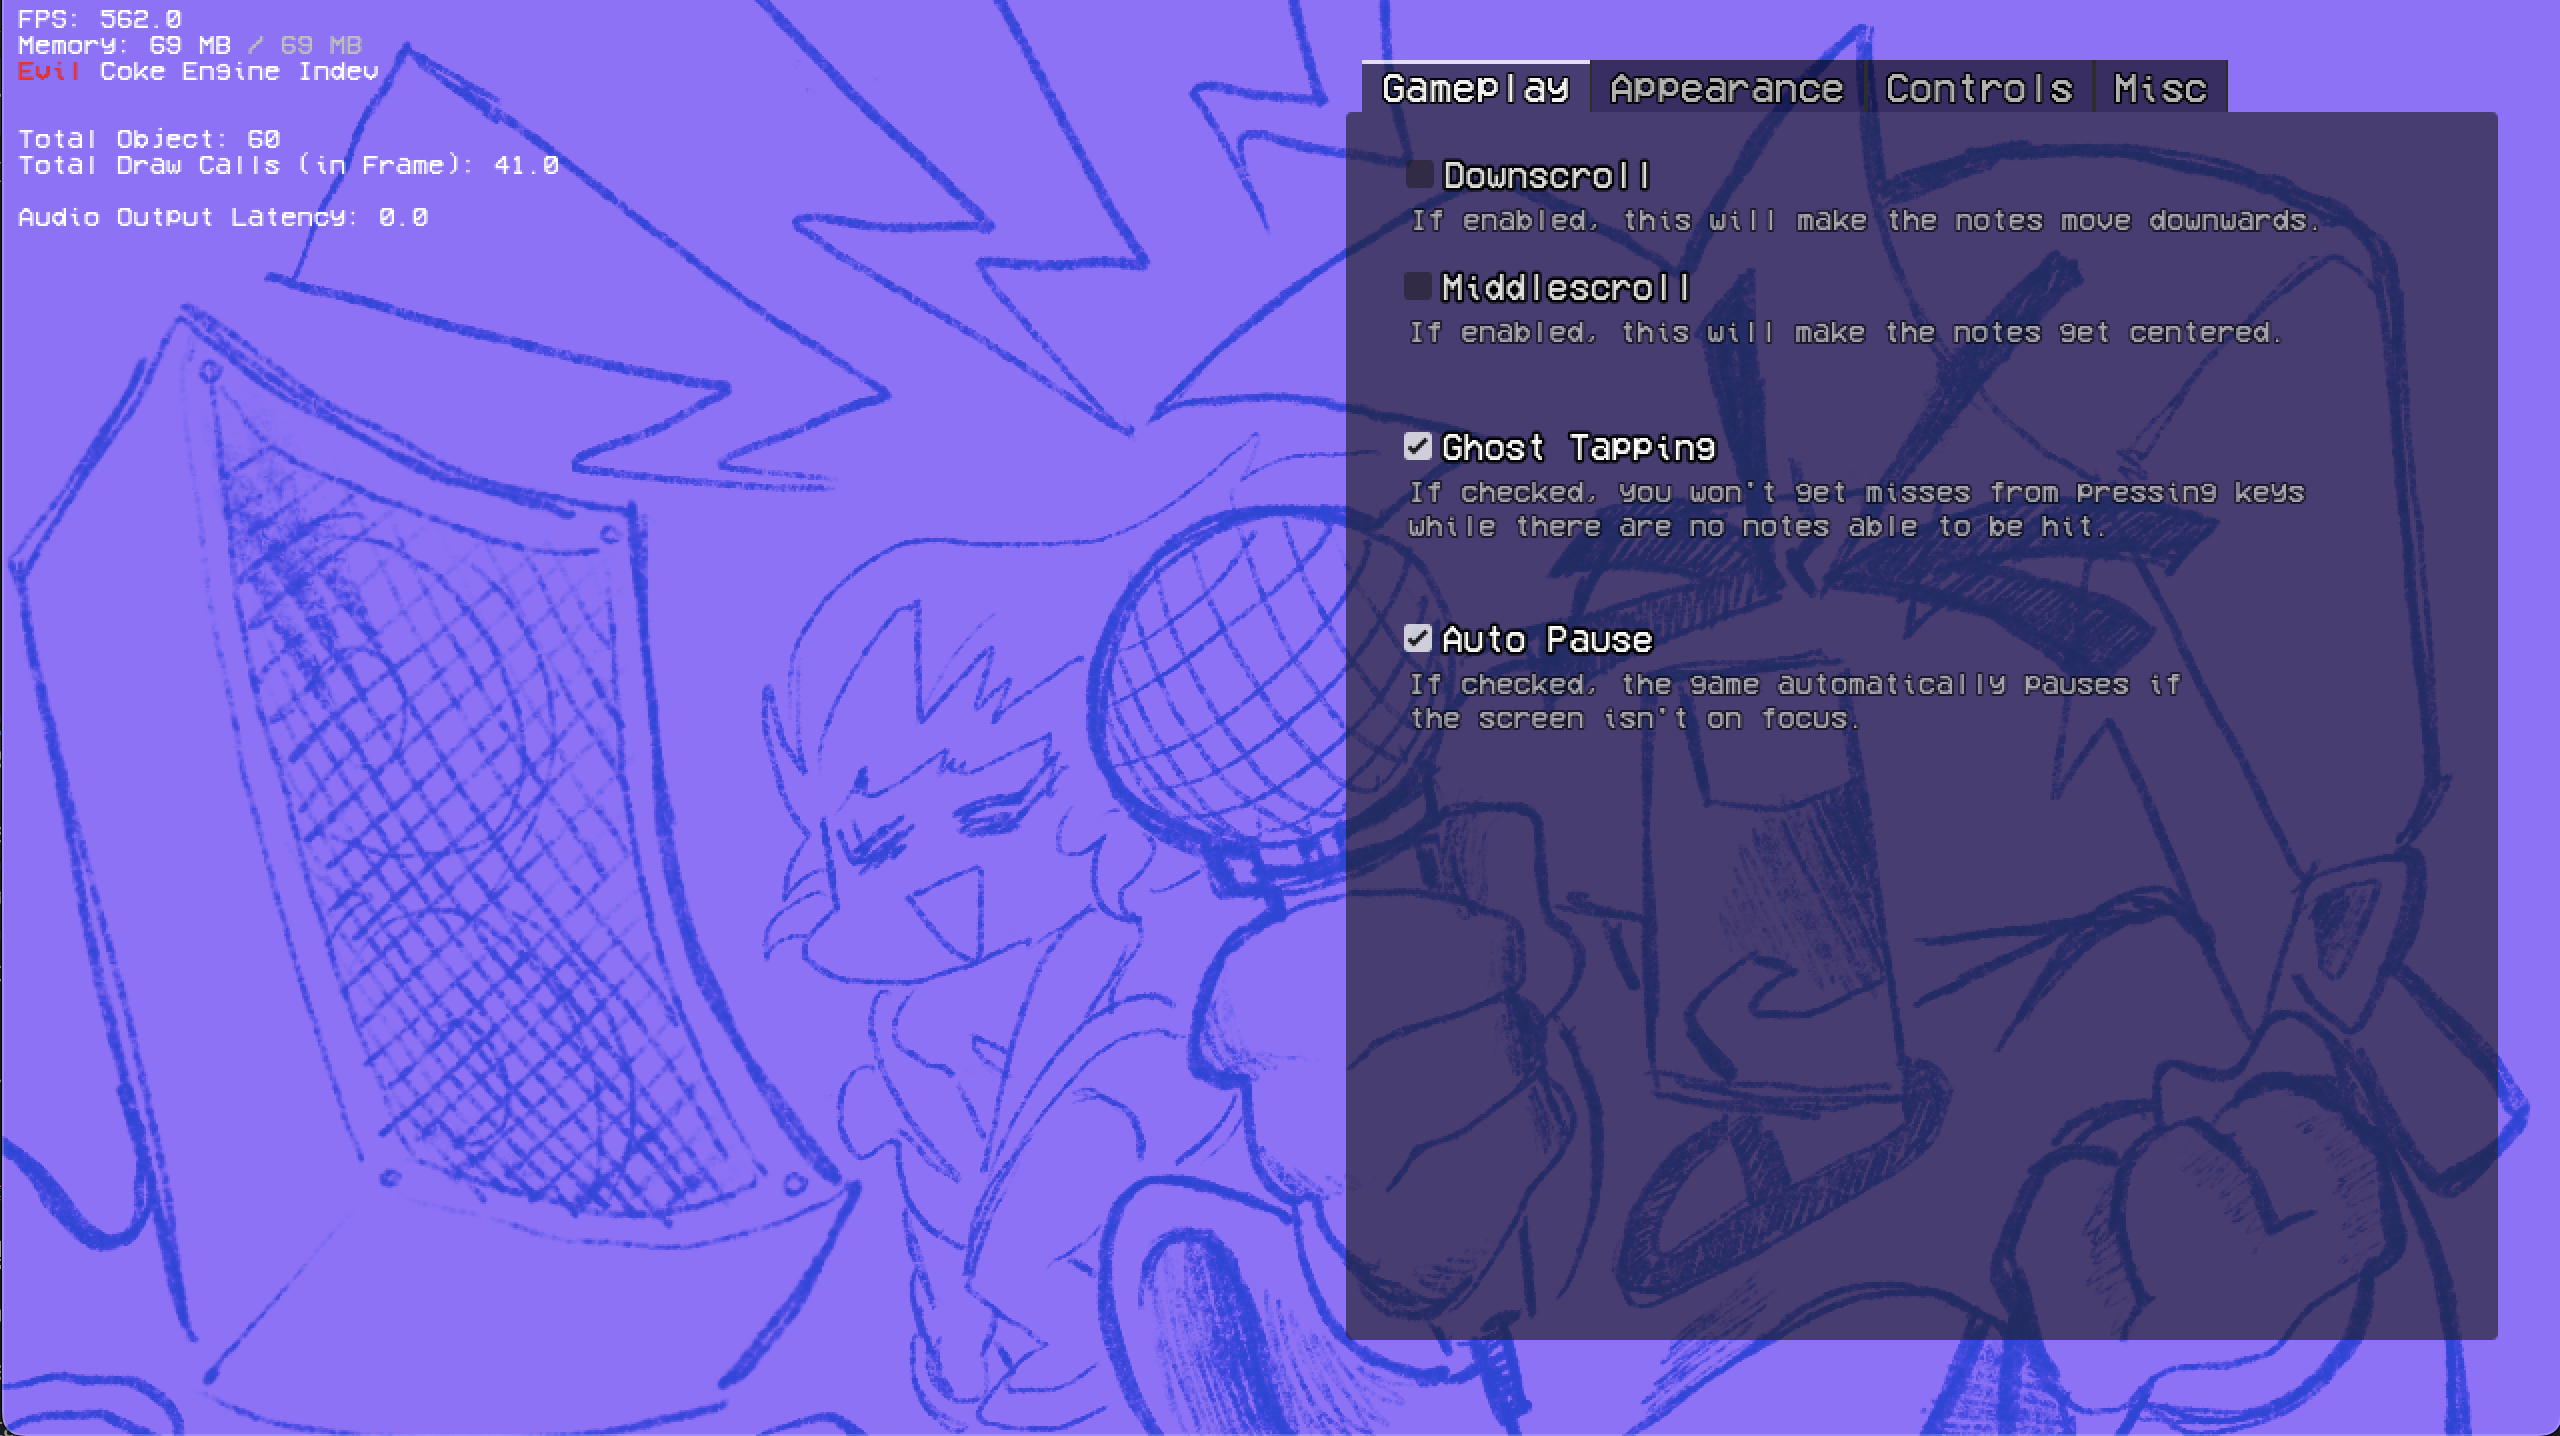 FPS: 562.0
Memory: 69 MB / 69 MB
Evil Coke Engine Indev
Total Object: 60
Total Draw Calls (in Frame): 41.0
Audio Output Latency: 0.0
Gameplay Appearance Controls Misc
Downscroll
If enabled, this will make the notes move downwards.
Middlescroll
If enabled, this will make the notes get centered.
Ghost Tapping
If checked, you won't get misses from pressing keys
while there are no notes able to be hit.
Auto Pause
If checked, the game automatically pauses if
the screen isn't on focus.